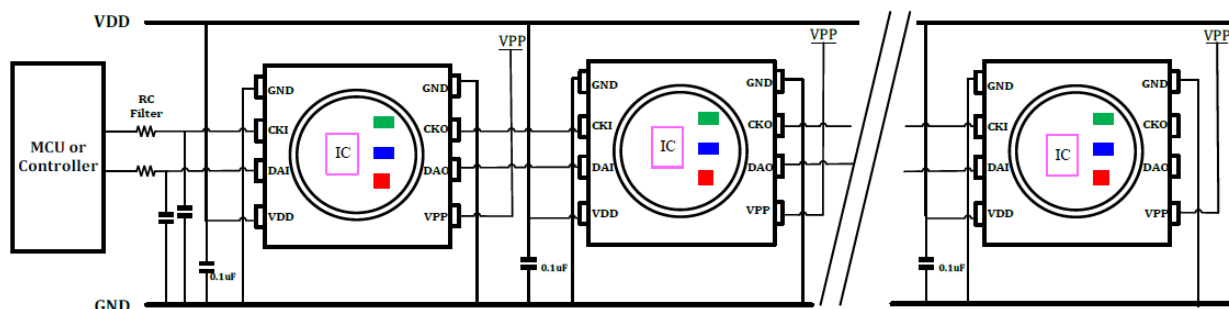 VDD
VPP
VPP
VPP
MCU or
Controller
RC
Filter
GND
CKI
DAI
VDD
IC
GND
CKO
DAO
VPP
0.1uF
GND
CKI
DAI
VDD
IC
GND
CKO
DAO
VPP
0.1uF
GND
CKI
DAI
VDD
IC
GND
CKO
DAO
VPP
0.1uF
GND